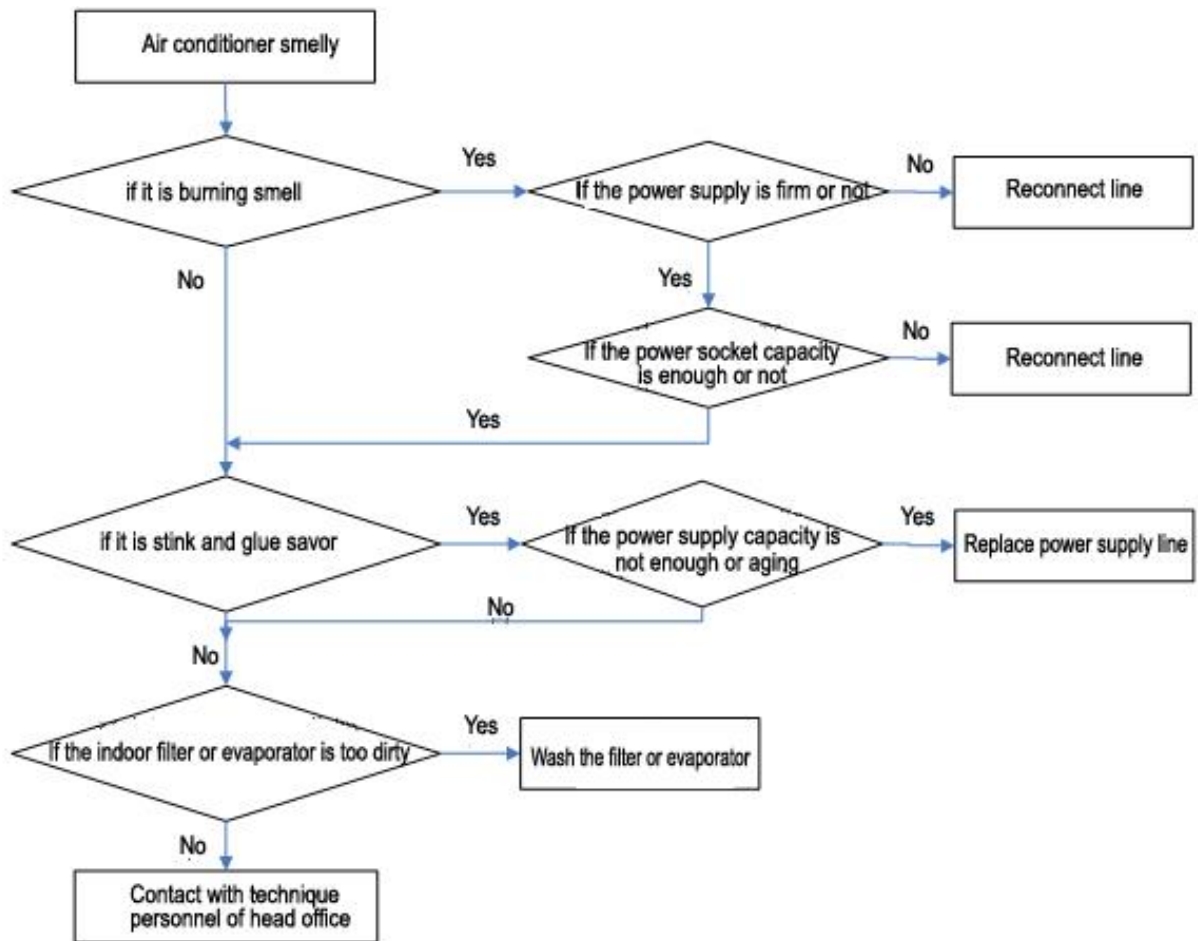 Air conditioner smelly
Yes
No
if it is burning smell
If the power supply is firm or not
Reconnect line
No
Yes
If the power socket capacity
is enough or not
No
Reconnect line
Yes
if it is stink and glue savor
Yes
If the power supply capacity is
not enough or aging
Yes
Replace power supply line
No
No
If the indoor filter or evaporator is too dirty
Yes
Wash the filter or evaporator
No
Contact with technique
personnel of head office